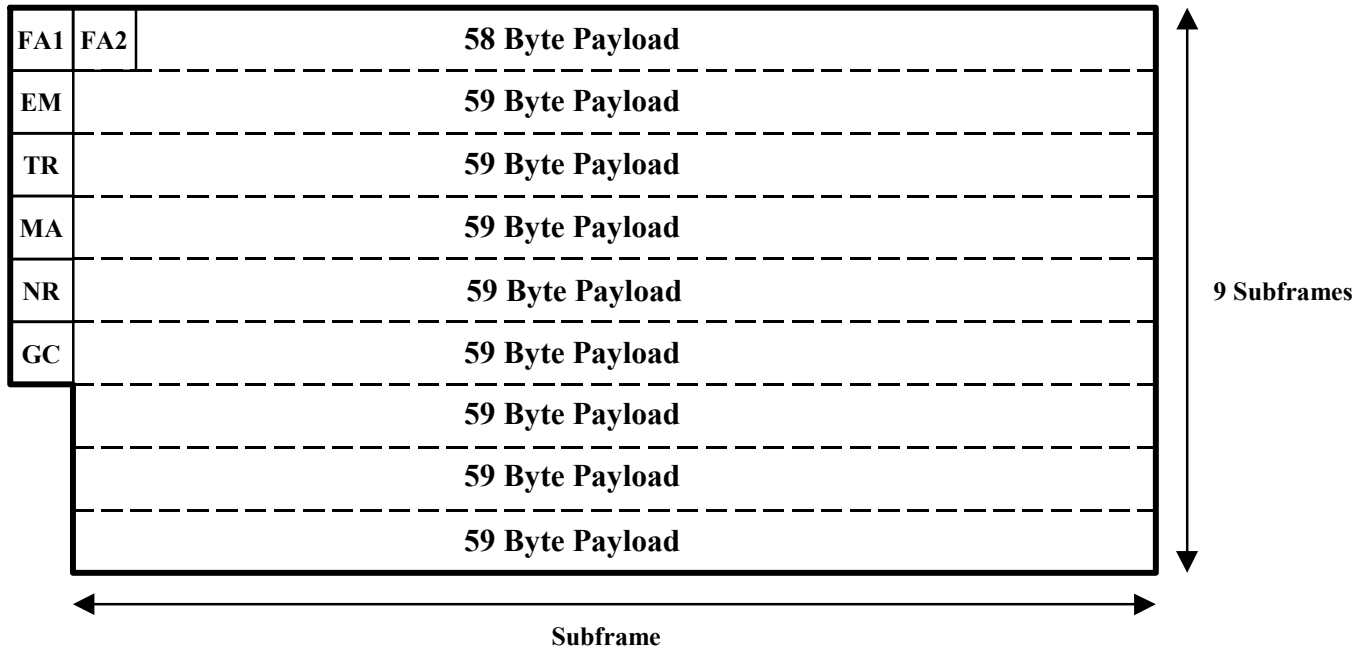 FA1 FA2 58 Byte Payload
EM 59 Byte Payload
TR 59 Byte Payload
MA 59 Byte Payload
NR 59 Byte Payload
9 Subframes
GC 59 Byte Payload
59 Byte Payload
59 Byte Payload
59 Byte Payload
Subframe